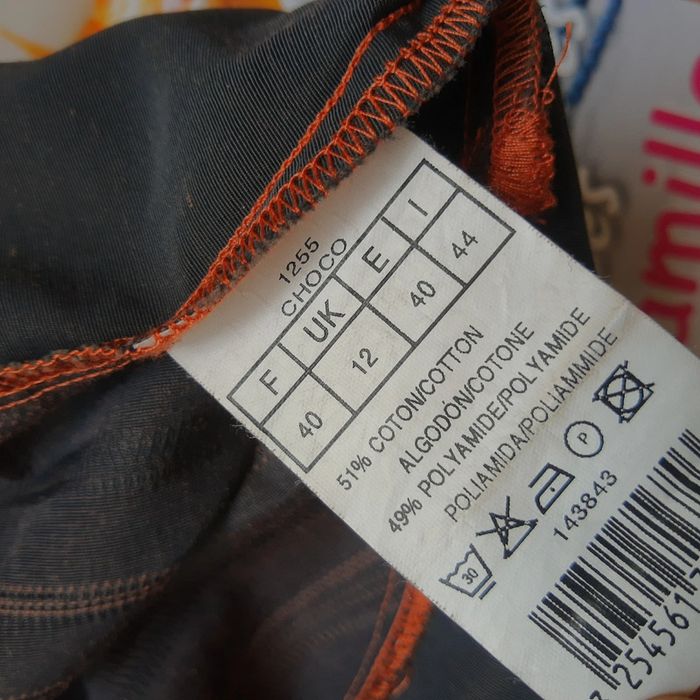 1255
CHOCO
F UK E I
40 12 40 44
51% COTON/COTTON
ALGODÓN/COTONE
49% POLYAMIDE/POLYAMIDE
POLIAMIDA/POLIAMMIDE
30 P
143843